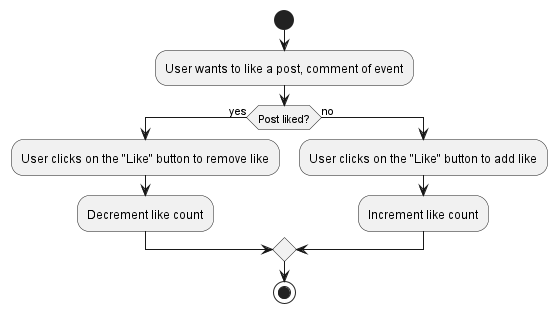 User wants to like a post, comment of event
yes
Post liked?
no
User clicks on the "Like" button to remove like
User clicks on the "Like" button to add like
Decrement like count
Increment like count